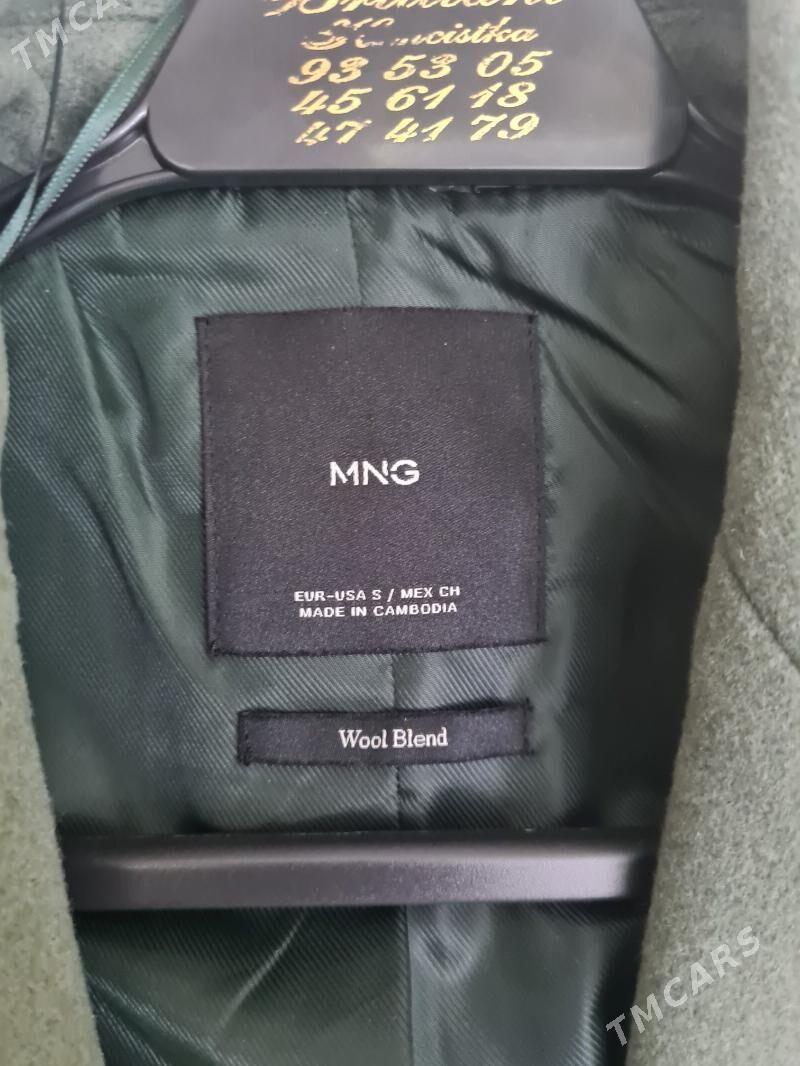 93 53 05
45 61 18
47 41 79
MNG
EUR-USA S / MEX CH
MADE IN CAMBODIA
Wool Blend
TMCARS